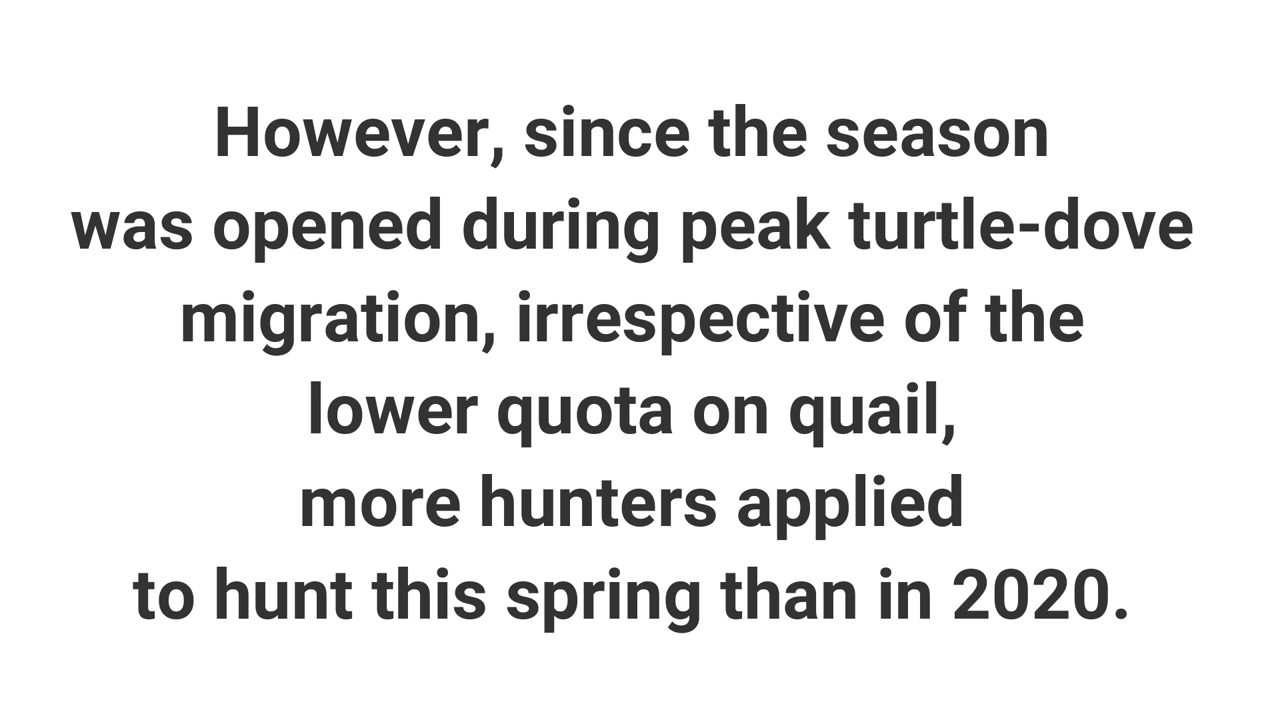 However, since the season
was opened during peak turtle-dove
migration, irrespective of the
lower quota on quail,
more hunters applied
to hunt this spring than in 2020.